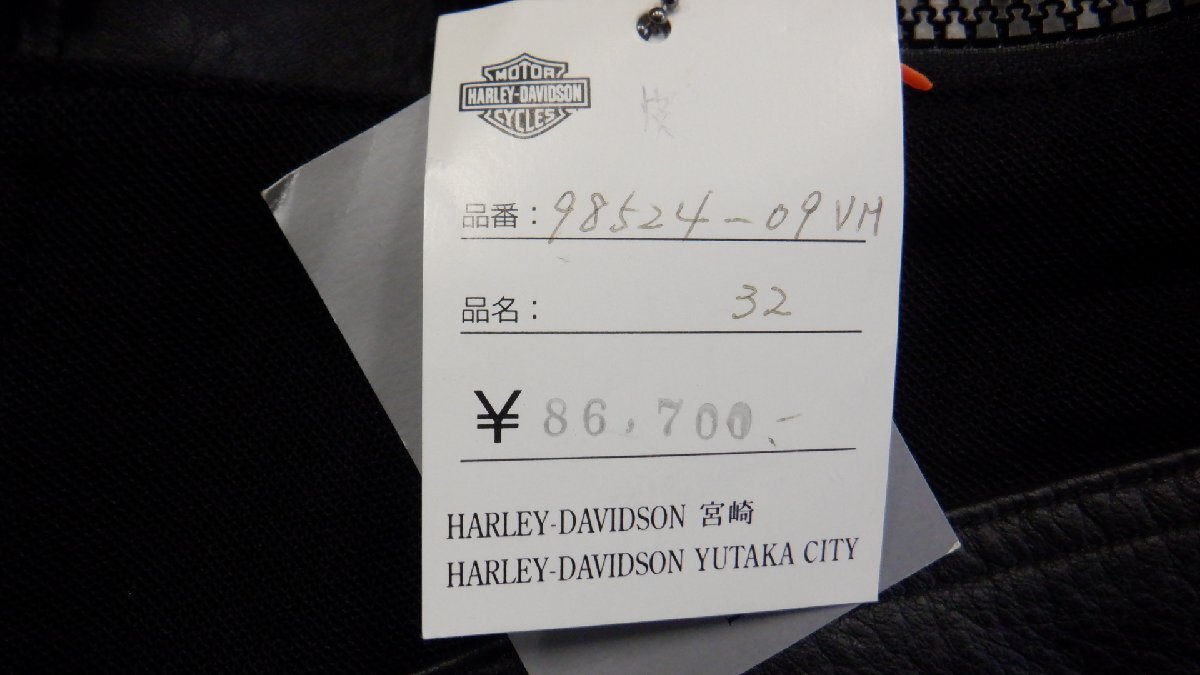 MOTOR
HARLEY-DAVIDSON
CYCLES
品番: 98524-09VM
品名: 32
¥86,700.-
HARLEY-DAVIDSON 宮崎
HARLEY-DAVIDSON YUTAKA CITY